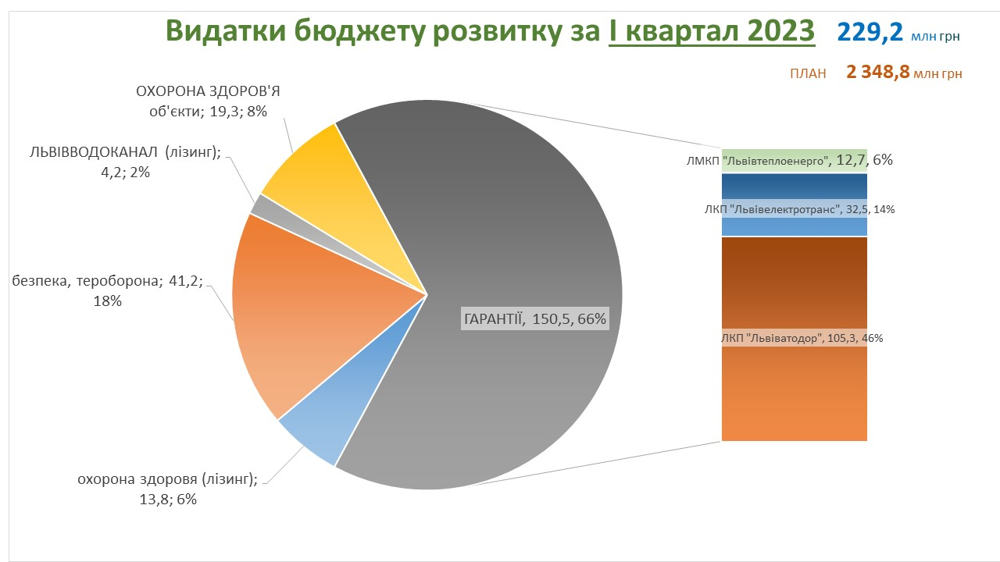 Видатки бюджету розвитку за І квартал 2023 229,2 млн грн
ПЛАН 2 348,8 млн грн
ОХОРОНА ЗДОРОВ'Я
об'єкти; 19,3; 8%
ЛЬВІВВОДОКАНАЛ (лізинг);
4,2; 2%
безпека, тероборона; 41,2;
18%
охорона здоровя (лізинг);
13,8; 6%
ГАРАНТІЇ, 150,5, 66%
ЛМКП "Львівтеплоенерго", 12,7, 6%
ЛКП "Львівелектротранс", 32,5, 14%
ЛКП "Львіватодор", 105,3, 46%